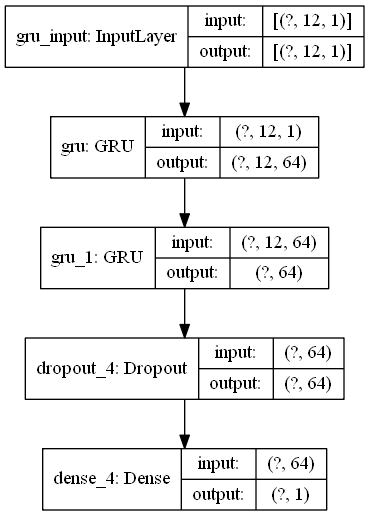 gru_input: InputLayer
input: [(?, 12, 1)]
output: [(?, 12, 1)]
gru: GRU
input: (?, 12, 1)
output: (?, 12, 64)
gru_1: GRU
input: (?, 12, 64)
output: (?, 64)
dropout_4: Dropout
input: (?, 64)
output: (?, 64)
dense_4: Dense
input: (?, 64)
output: (?, 1)